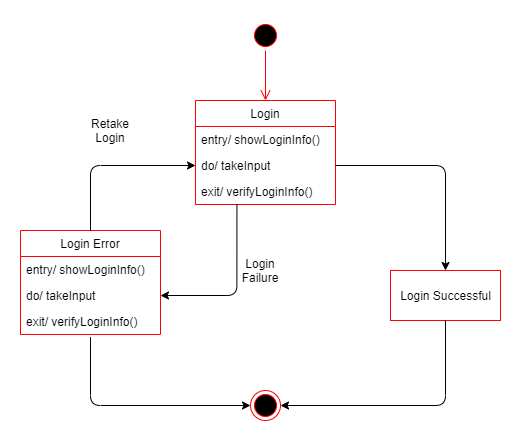 Login
entry/ showLoginInfo()
do/ takeInput
exit/ verifyLoginInfo()
Retake
Login
Login Error
entry/ showLoginInfo()
do/ takeInput
exit/ verifyLoginInfo()
Login
Failure
Login Successful